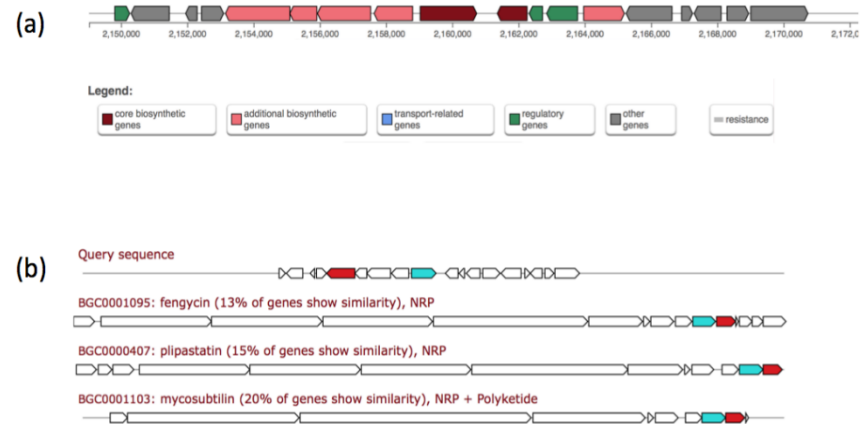 (a)
2,150,000 2,152,000 2,154,000 2,156,000 2,158,000 2,160,000 2,162,000 2,164,000 2,166,000 2,168,000 2,170,000 2,172,0
Legend:
core biosynthetic genes
additional biosynthetic genes
transport-related genes
regulatory genes
other genes
resistance
(b)
Query sequence
BGC0001095: fengycin (13% of genes show similarity), NRP
BGC0000407: plipastatin (15% of genes show similarity), NRP
BGC0001103: mycosubtilin (20% of genes show similarity), NRP + Polyketide